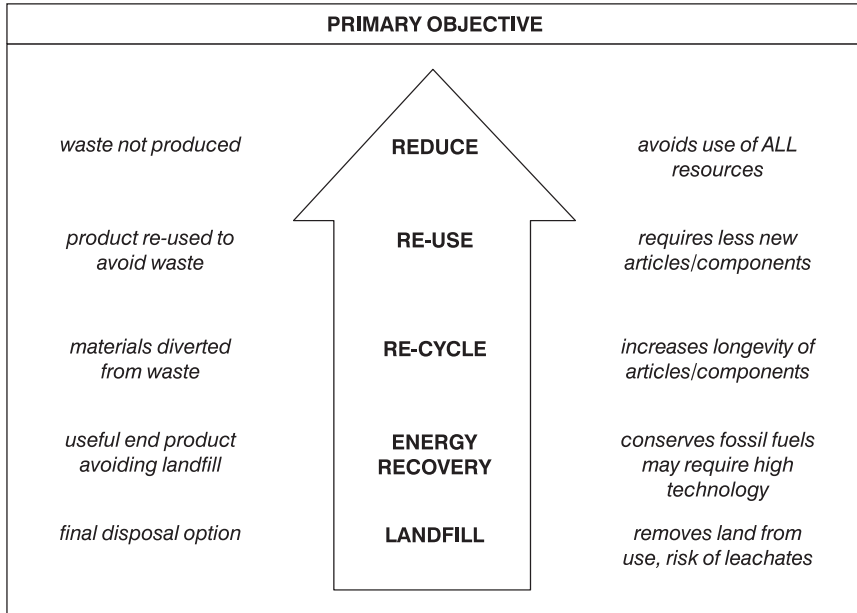 PRIMARY OBJECTIVE
waste not produced
REDUCE
avoids use of ALL
resources
product re-used to
avoid waste
RE-USE
requires less new
articles/components
materials diverted
from waste
RE-CYCLE
increases longevity of
articles/components
useful end product
avoiding landfill
ENERGY
RECOVERY
conserves fossil fuels
may require high
technology
final disposal option
LANDFILL
removes land from
use, risk of leachates